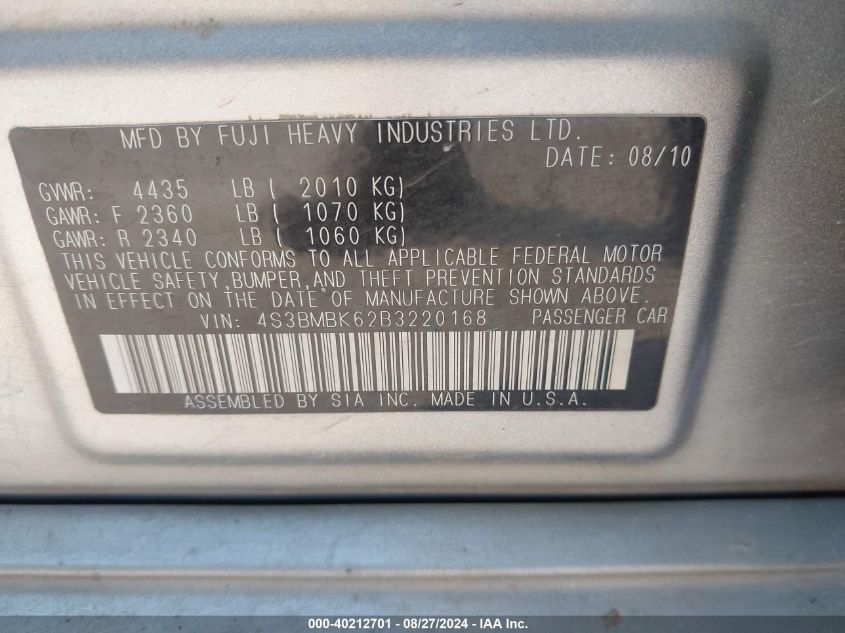 MFD BY FUJI HEAVY INDUSTRIES LTD.
DATE: 08/10
GVWR: 4435 LB ( 2010 KG)
GAWR: F 2360 LB ( 1070 KG)
GAWR: R 2340 LB ( 1060 KG)
THIS VEHICLE CONFORMS TO ALL APPLICABLE FEDERAL MOTOR
VEHICLE SAFETY,BUMPER,AND THEFT PREVENTION STANDARDS
IN EFFECT ON THE DATE OF MANUFACTURE SHOWN ABOVE.
VIN: 4S3BMBK62B3220168 PASSENGER CAR
ASSEMBLED BY SIA INC. MADE IN U.S.A.
000-40212701 - 08/27/2024 - IAA Inc.